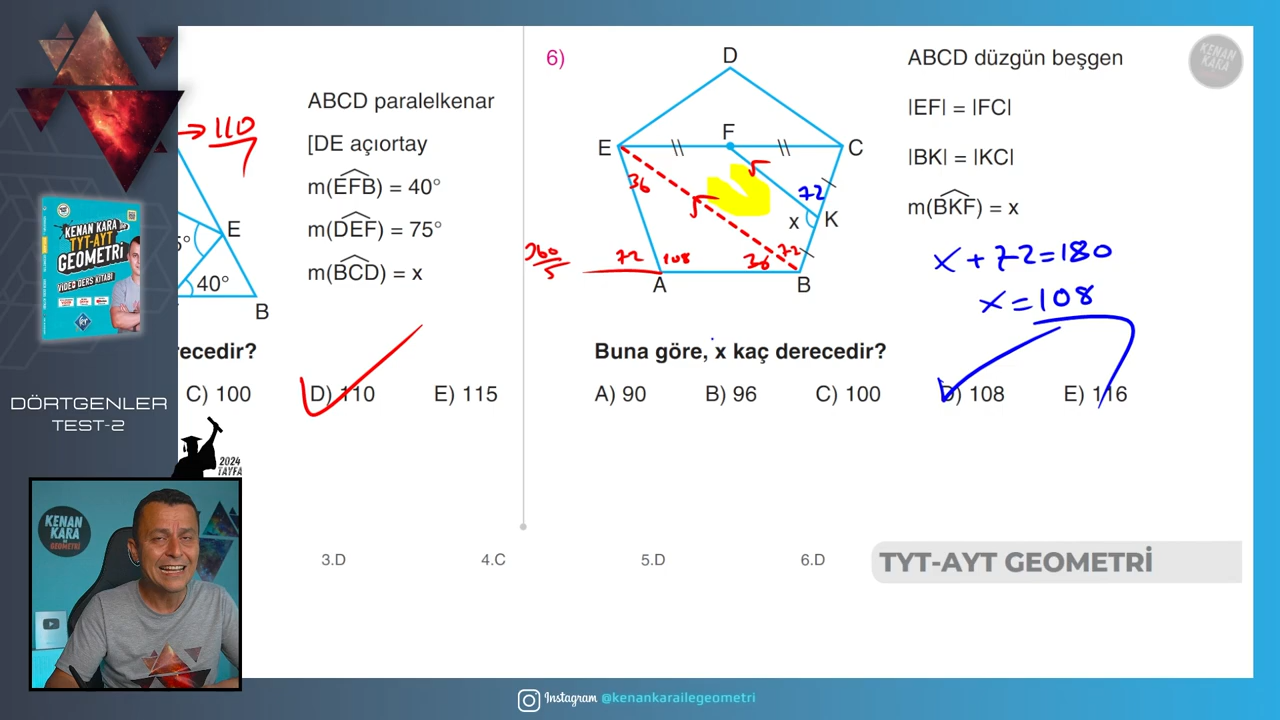 ABCD paralelkenar
[DE açıortay
m(EFB) = 40°
m(DEF) = 75°
m(BCD) = x
110
E
5°
40°
B
recedir?
C) 100
D) 110
E) 115
6)
D
E
F
C
K
x
A
B
36
72
108
36
72
72
360
5
ABCD düzgün beşgen
|EF| = |FC|
|BK| = |KC|
m(BKF) = x
x + 72 = 180
x = 108
Buna göre, x kaç derecedir?
A) 90
B) 96
C) 100
D) 108
E) 116
3.D
4.C
5.D
6.D
TYT-AYT GEOMETRİ
KENAN
KARA
KENAN KARA
TYT-AYT
GEOMETRİ
VİDEO DERS KİTABI
DÖRTGENLER
TEST-2
2024
TAYFA
KENAN
KARA
GEOMETRİ
Instagram @kenankarailegeometri